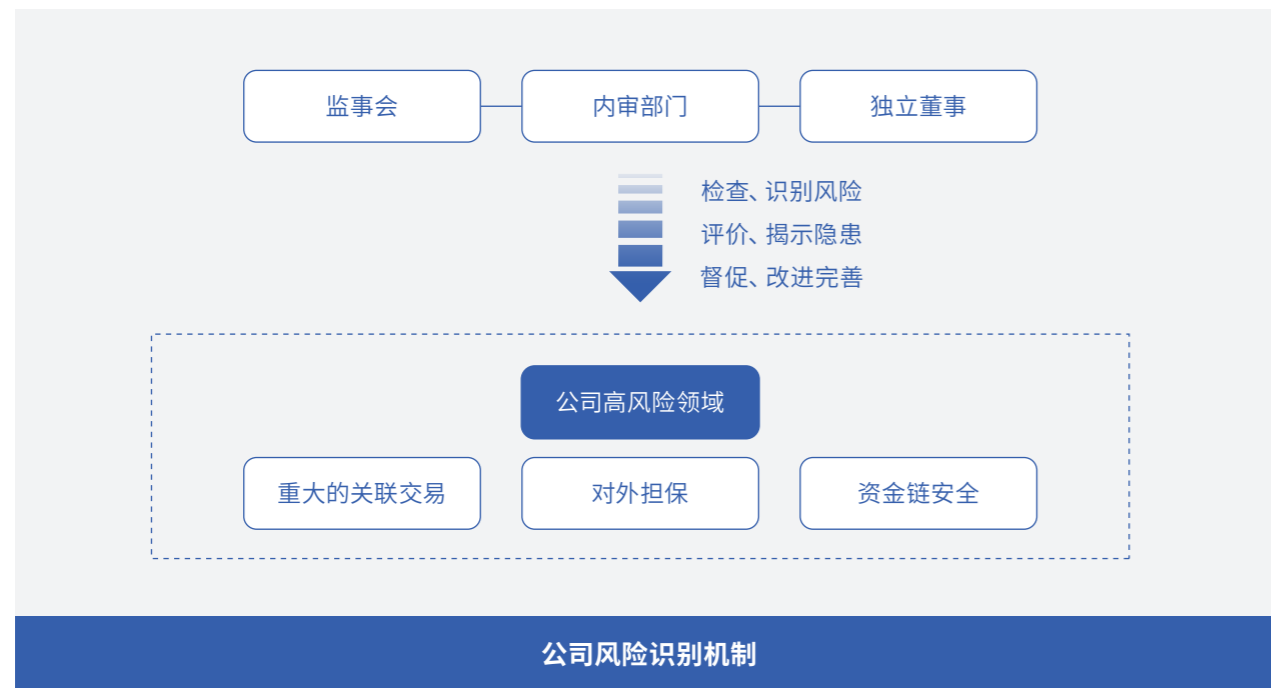 监事会
内审部门
独立董事
检查、识别风险
评价、揭示隐患
督促、改进完善
公司高风险领域
重大的关联交易
对外担保
资金链安全
公司风险识别机制